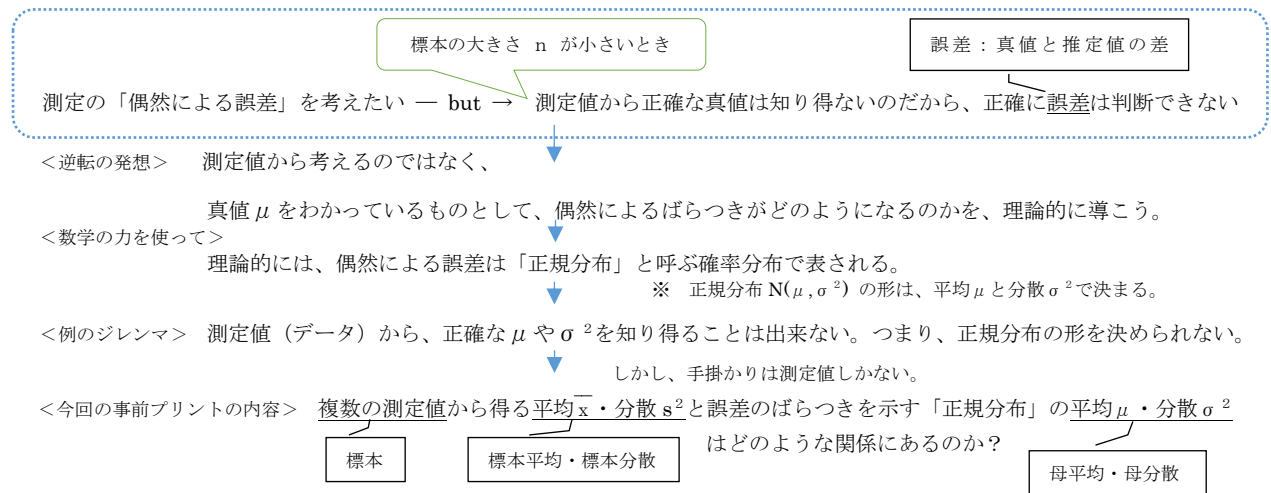 標本の大きさ n が小さいとき
誤差：真値と推定値の差
測定の「偶然による誤差」を考えたい ― but → 測定値から正確な真値は知り得ないのだから、正確に誤差は判断できない
＜逆転の発想＞ 測定値から考えるのではなく、
真値 μ をわかっているものとして、偶然によるばらつきがどのようになるのかを、理論的に導こう。
＜数学の力を使って＞
理論的には、偶然による誤差は「正規分布」と呼ぶ確率分布で表される。
※ 正規分布 N(μ,σ²) の形は、平均μと分散σ²で決まる。
＜例のジレンマ＞ 測定値（データ）から、正確な μ や σ²を知り得ることは出来ない。つまり、正規分布の形を決められない。
しかし、手掛かりは測定値しかない。
＜今回の事前プリントの内容＞ 複数の測定値から得る平均x̄・分散 s²と誤差のばらつきを示す「正規分布」の平均μ・分散σ²
はどのような関係にあるのか？
標本
標本平均・標本分散
母平均・母分散